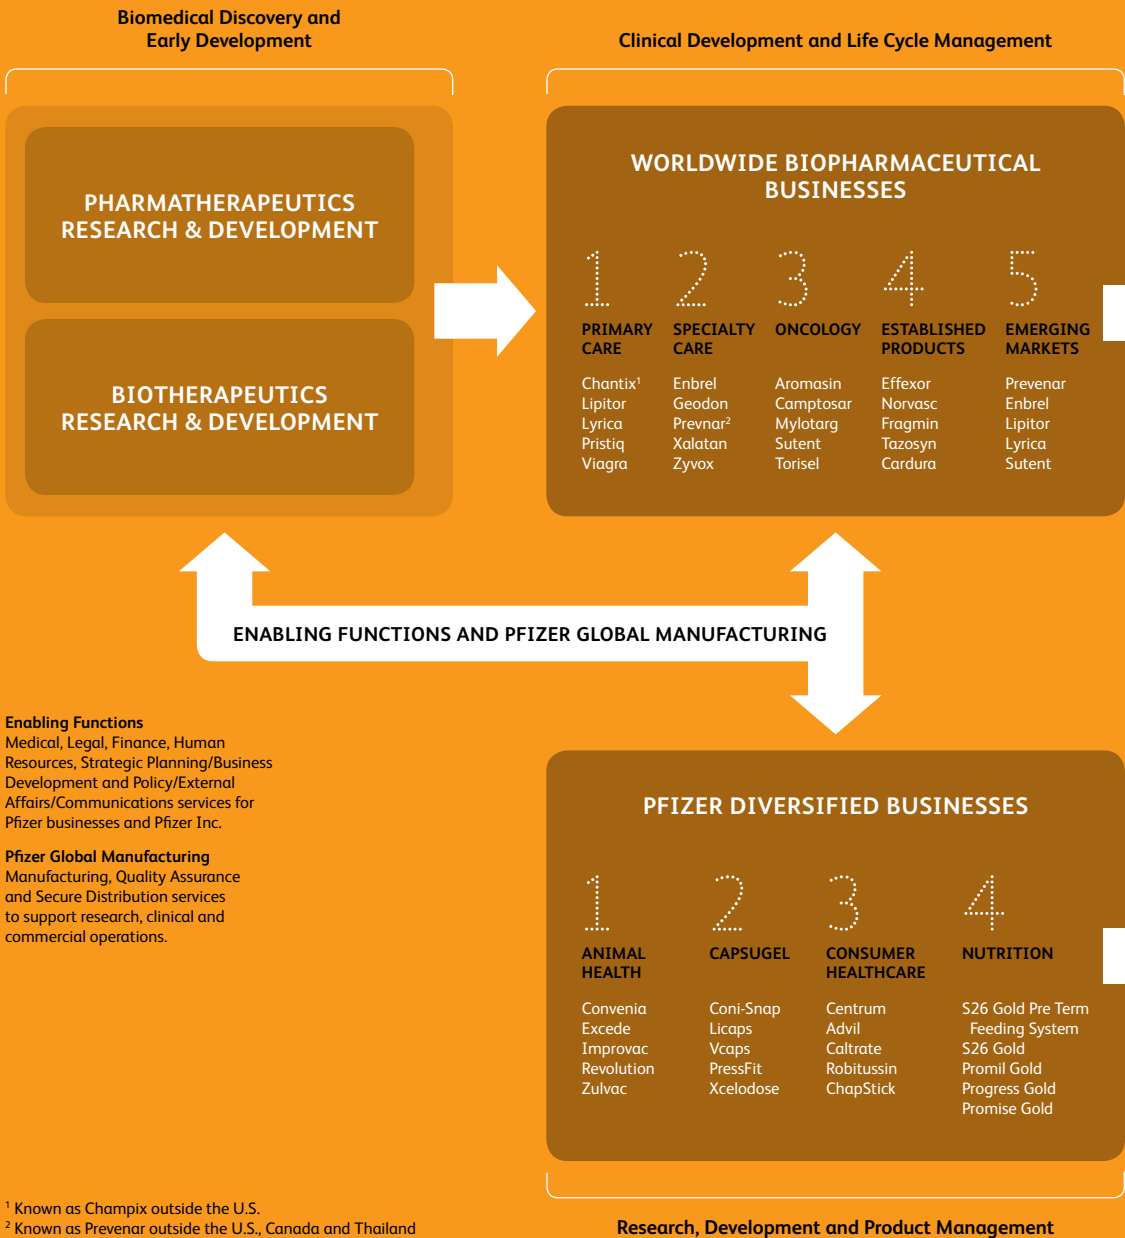 Biomedical Discovery and
Early Development
Clinical Development and Life Cycle Management
PHARMATHERAPEUTICS
RESEARCH & DEVELOPMENT
BIOTHERAPEUTICS
RESEARCH & DEVELOPMENT
WORLDWIDE BIOPHARMACEUTICAL
BUSINESSES
1
PRIMARY
CARE
Chantix¹
Lipitor
Lyrica
Pristiq
Viagra
2
SPECIALTY
CARE
Enbrel
Geodon
Prevnar²
Xalatan
Zyvox
3
ONCOLOGY
Aromasin
Camptosar
Mylotarg
Sutent
Torisel
4
ESTABLISHED
PRODUCTS
Effexor
Norvasc
Fragmin
Tazosyn
Cardura
5
EMERGING
MARKETS
Prevenar
Enbrel
Lipitor
Lyrica
Sutent
ENABLING FUNCTIONS AND PFIZER GLOBAL MANUFACTURING
Enabling Functions
Medical, Legal, Finance, Human
Resources, Strategic Planning/Business
Development and Policy/External
Affairs/Communications services for
Pfizer businesses and Pfizer Inc.
Pfizer Global Manufacturing
Manufacturing, Quality Assurance
and Secure Distribution services
to support research, clinical and
commercial operations.
PFIZER DIVERSIFIED BUSINESSES
1
ANIMAL
HEALTH
Convenia
Excede
Improvac
Revolution
Zulvac
2
CAPSUGEL
Coni-Snap
Licaps
Vcaps
PressFit
Xcelodose
3
CONSUMER
HEALTHCARE
Centrum
Advil
Caltrate
Robitussin
ChapStick
4
NUTRITION
S26 Gold Pre Term
Feeding System
S26 Gold
Promil Gold
Progress Gold
Promise Gold
¹ Known as Champix outside the U.S.
² Known as Prevenar outside the U.S., Canada and Thailand
Research, Development and Product Management